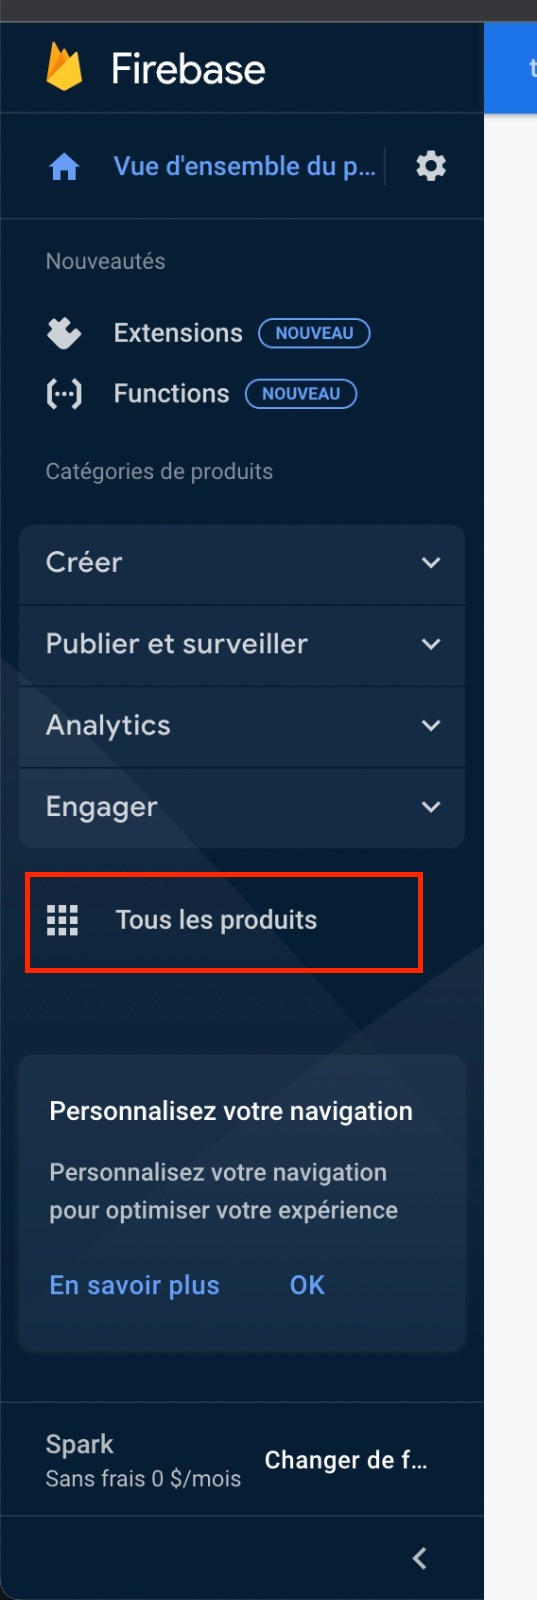 Firebase
Vue d'ensemble du p...
Nouveautés
Extensions NOUVEAU
Functions NOUVEAU
Catégories de produits
Créer
Publier et surveiller
Analytics
Engager
Tous les produits
Personnalisez votre navigation
Personnalisez votre navigation
pour optimiser votre expérience
En savoir plus OK
Spark
Sans frais 0 $/mois
Changer de f...